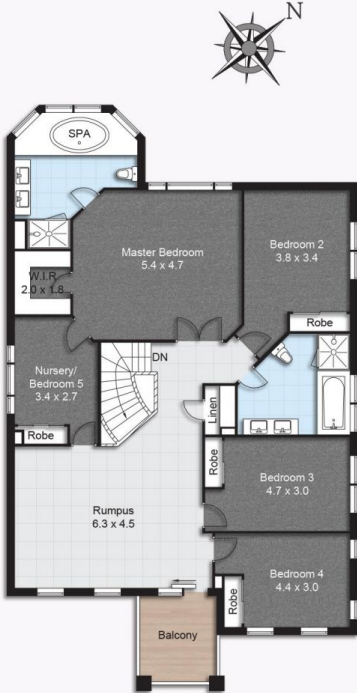 N
SPA
Master Bedroom
5.4 x 4.7
Bedroom 2
3.8 x 3.4
W.I.R
2.0 x 1.8
Robe
Nursery/
Bedroom 5
3.4 x 2.7
DN
Linen
Robe
Robe
Bedroom 3
4.7 x 3.0
Rumpus
6.3 x 4.5
Bedroom 4
4.4 x 3.0
Robe
Balcony